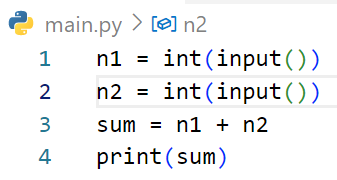 main.py > n2
1 n1 = int(input())
2 n2 = int(input())
3 sum = n1 + n2
4 print(sum)